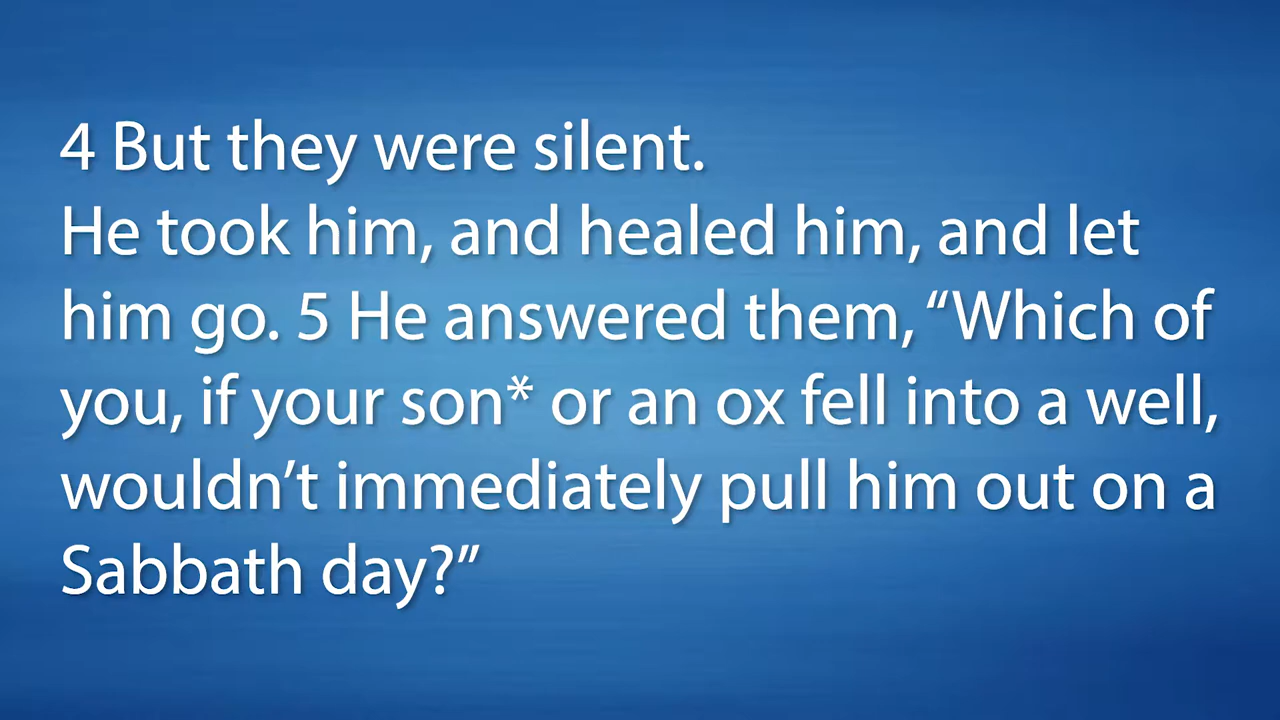 4 But they were silent.
He took him, and healed him, and let
him go. 5 He answered them, “Which of
you, if your son* or an ox fell into a well,
wouldn’t immediately pull him out on a
Sabbath day?”